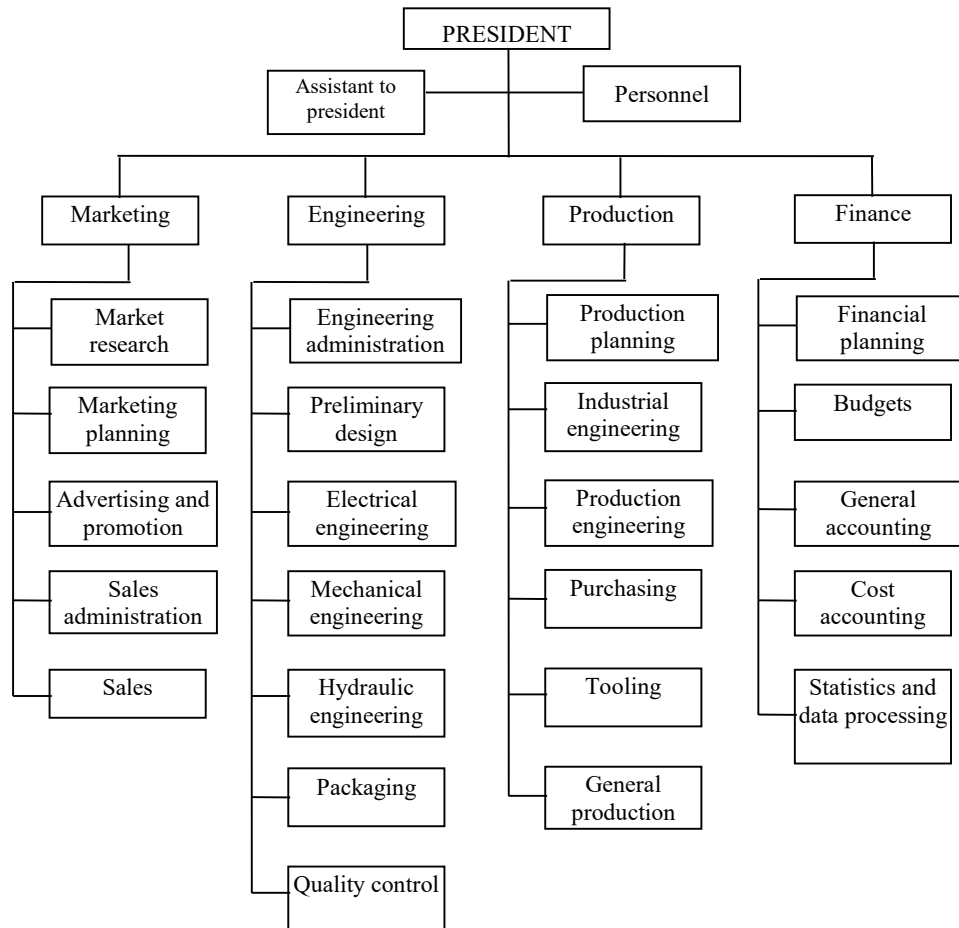 PRESIDENT
Assistant to
president
Personnel
Marketing
Engineering
Production
Finance
Market
research
Marketing
planning
Advertising and
promotion
Sales
administration
Sales
Engineering
administration
Preliminary
design
Electrical
engineering
Mechanical
engineering
Hydraulic
engineering
Packaging
Quality control
Production
planning
Industrial
engineering
Production
engineering
Purchasing
Tooling
General
production
Financial
planning
Budgets
General
accounting
Cost
accounting
Statistics and
data processing